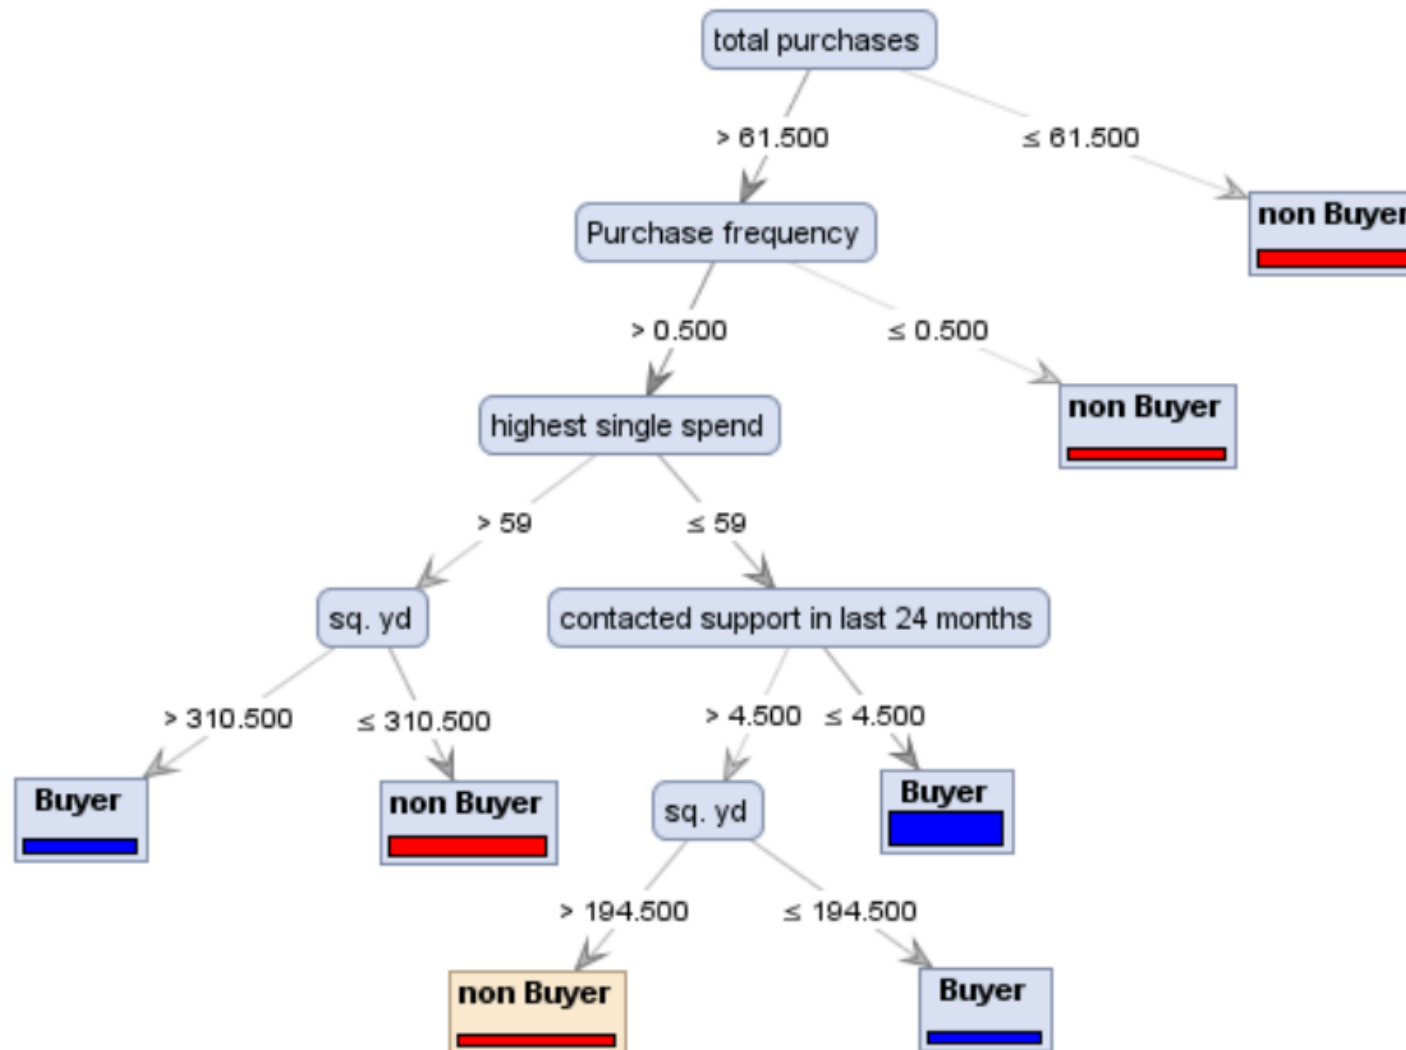 total purchases
> 61.500
≤ 61.500
non Buyer
Purchase frequency
> 0.500
≤ 0.500
non Buyer
highest single spend
> 59
≤ 59
sq. yd
contacted support in last 24 months
> 310.500
≤ 310.500
> 4.500
≤ 4.500
Buyer
non Buyer
sq. yd
Buyer
> 194.500
≤ 194.500
non Buyer
Buyer